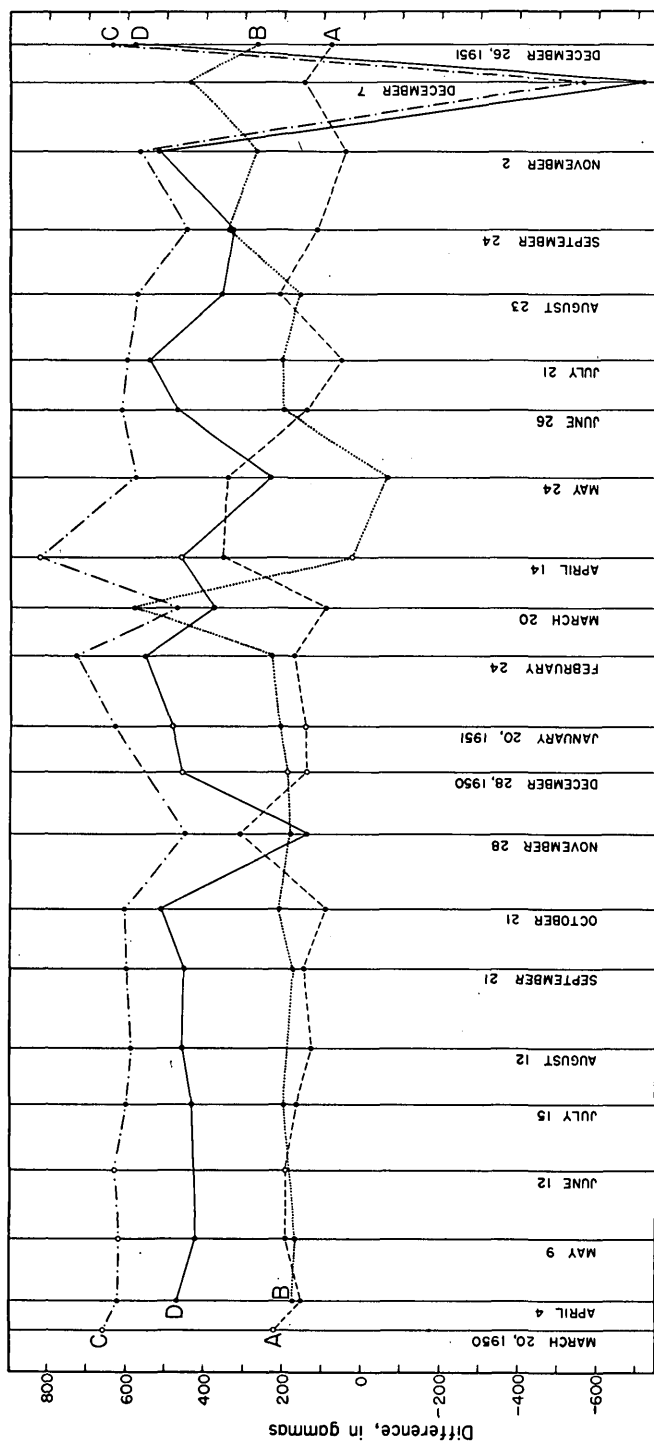 C D B A
800
600
400
200
0
-200
-400
-600
Difference, in gammas
C
D
B
A
MARCH 20, 1950
APRIL 4
MAY 9
JUNE 12
JULY 15
AUGUST 12
SEPTEMBER 21
OCTOBER 21
NOVEMBER 28
DECEMBER 28, 1950
JANUARY 20, 1951
FEBRUARY 24
MARCH 20
APRIL 14
MAY 24
JUNE 26
JULY 21
AUGUST 23
SEPTEMBER 24
NOVEMBER 2
DECEMBER 7
DECEMBER 26, 1951